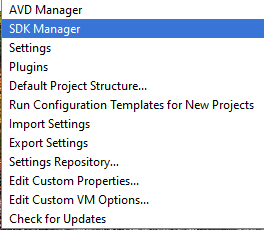 AVD Manager
SDK Manager
Settings
Plugins
Default Project Structure...
Run Configuration Templates for New Projects
Import Settings
Export Settings
Settings Repository...
Edit Custom Properties...
Edit Custom VM Options...
Check for Updates